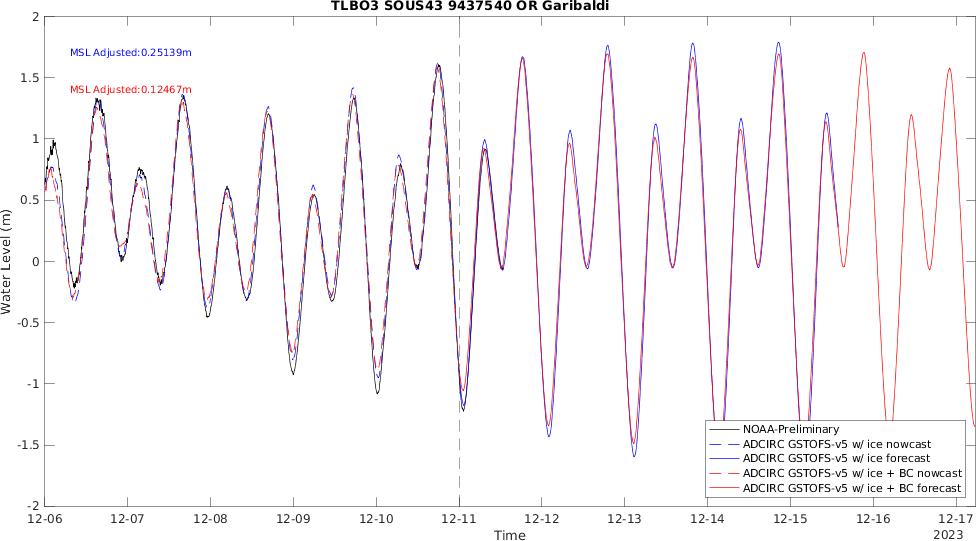 TLBO3 SOUS43 9437540 OR Garibaldi
MSL Adjusted:0.25139m
MSL Adjusted:0.12467m
2
1.5
1
0.5
0
-0.5
-1
-1.5
-2
Water Level (m)
NOAA-Preliminary
ADCIRC GSTOFS-v5 w/ ice nowcast
ADCIRC GSTOFS-v5 w/ ice forecast
ADCIRC GSTOFS-v5 w/ ice + BC nowcast
ADCIRC GSTOFS-v5 w/ ice + BC forecast
12-06 12-07 12-08 12-09 12-10 12-11 12-12 12-13 12-14 12-15 12-16 12-17
Time
2023